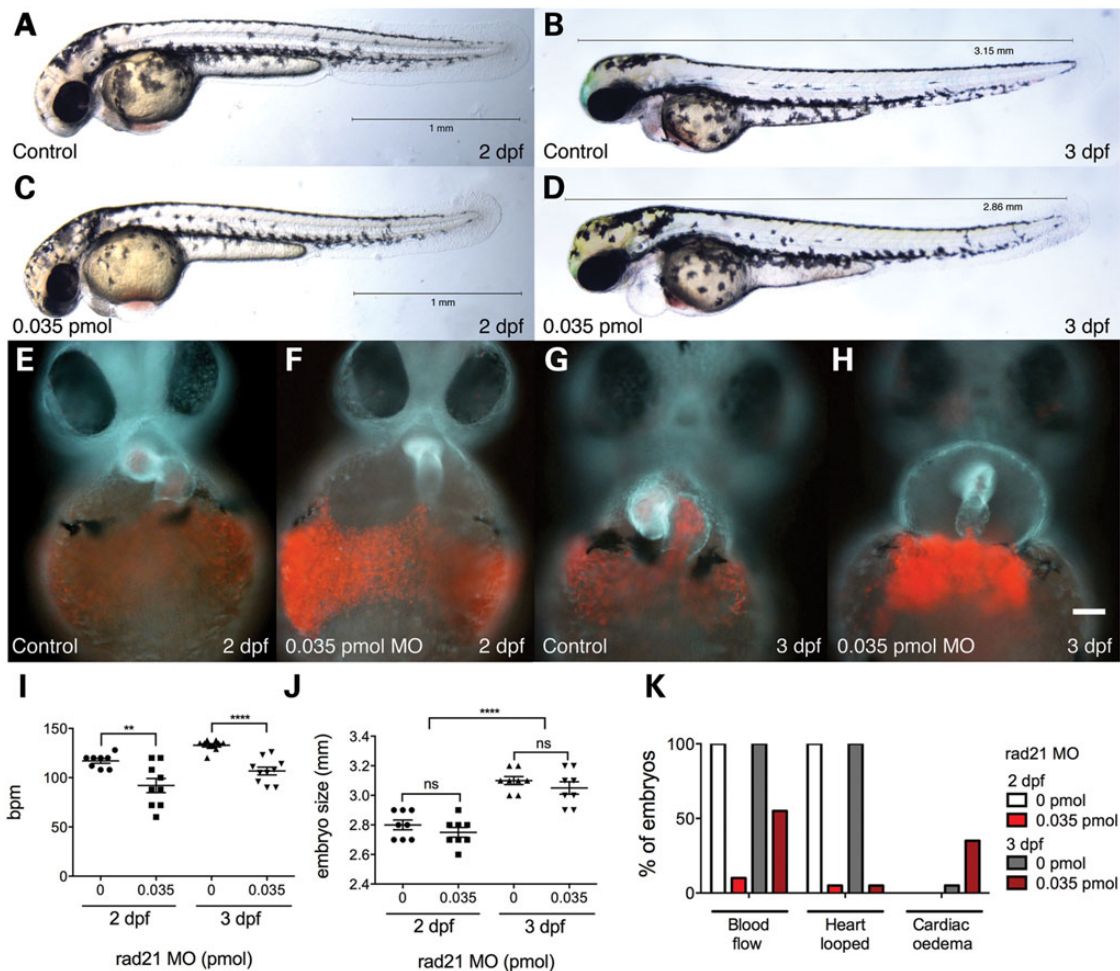 A
Control
1 mm
2 dpf
B
3.15 mm
Control
3 dpf
C
1 mm
0.035 pmol
2 dpf
D
2.86 mm
0.035 pmol
3 dpf
E
Control
2 dpf
F
0.035 pmol MO
2 dpf
G
Control
3 dpf
H
0.035 pmol MO
3 dpf
I
bpm
150
100
50
0
**
****
0 0.035 0 0.035
2 dpf 3 dpf
rad21 MO (pmol)
J
embryo size (mm)
3.4
3.2
3.0
2.8
2.6
2.4
****
ns
ns
0 0.035 0 0.035
2 dpf 3 dpf
rad21 MO (pmol)
K
% of embryos
100
50
0
Blood
flow
Heart
looped
Cardiac
oedema
rad21 MO
2 dpf
0 pmol
0.035 pmol
3 dpf
0 pmol
0.035 pmol